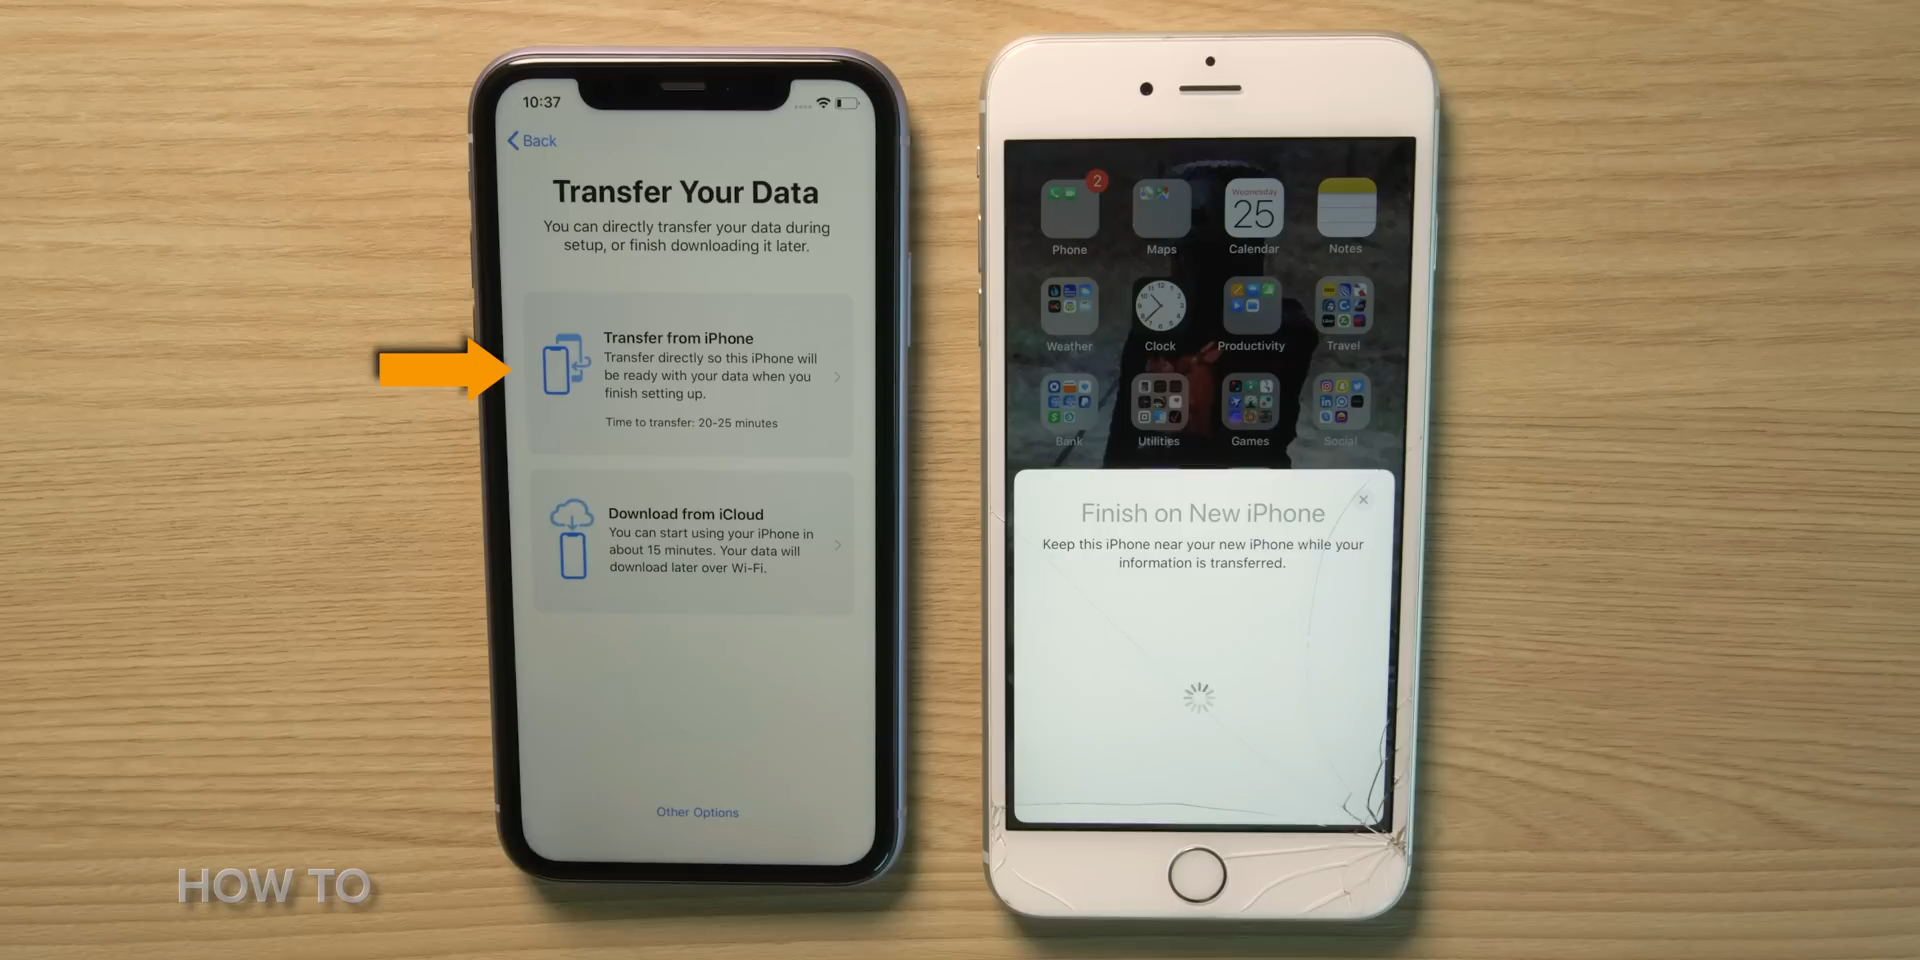 10:37
Back
Transfer Your Data
You can directly transfer your data during
setup, or finish downloading it later.
Transfer from iPhone
Transfer directly so this iPhone will
be ready with your data when you
finish setting up.
Time to transfer: 20-25 minutes
Download from iCloud
You can start using your iPhone in
about 15 minutes. Your data will
download later over Wi-Fi.
Other Options
2
Wednesday
25
Phone
Maps
Calendar
Notes
Weather
Clock
Productivity
Travel
Bank
Utilities
Games
Social
Finish on New iPhone
Keep this iPhone near your new iPhone while your
information is transferred.
HOW TO